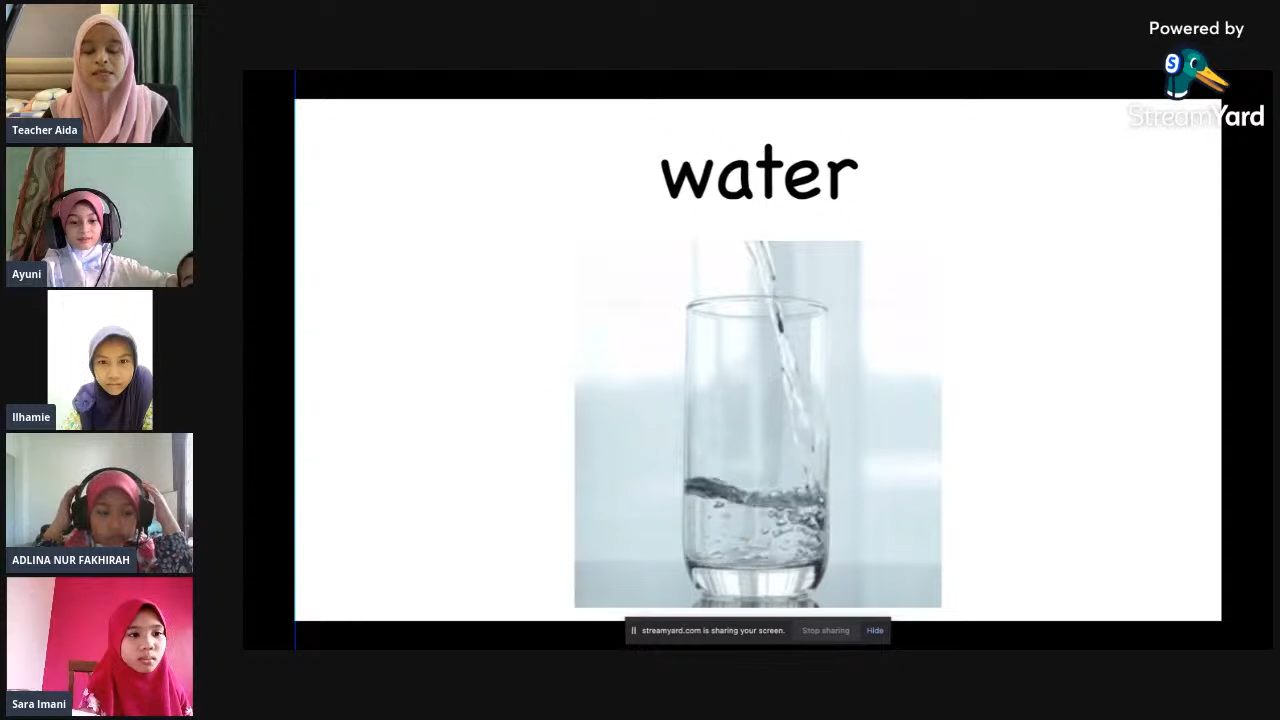 Powered by
StreamYard
Teacher Aida
Ayuni
Ilhamie
ADLINA NUR FAKHIRAH
Sara Imani
water
streamyard.com is sharing your screen. Stop sharing Hide